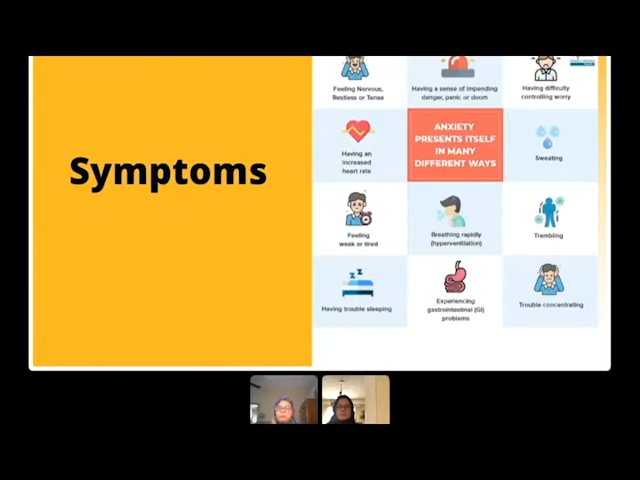 Symptoms
Feeling Nervous,
Restless or Tense
Having a sense of impending
danger, panic or doom
Having difficulty
controlling worry
Having an
increased
heart rate
ANXIETY
PRESENTS ITSELF
IN MANY
DIFFERENT WAYS
Sweating
Feeling
weak or tired
Breathing rapidly
(hyperventilation)
Trembling
Having trouble sleeping
Experiencing
gastrointestinal (GI)
problems
Trouble concentrating